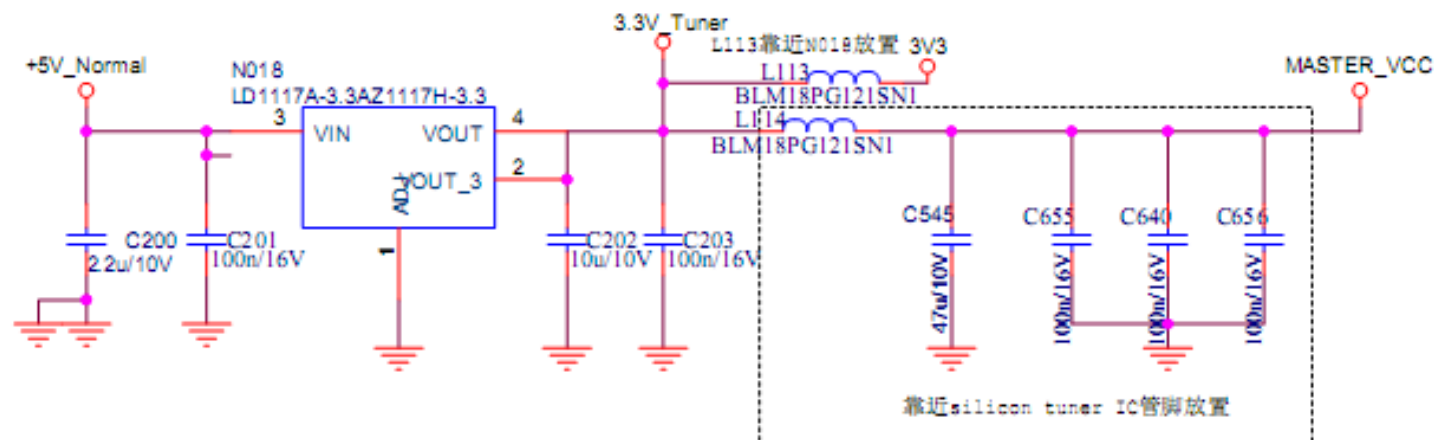 3.3V_Tuner
L113靠近N018放置
3V3
+5V_Normal
N018
L113
MASTER_VCC
LD1117A-3.3AZ1117H-3.3
BLM18PG121SN1
3
VIN
VOUT
4
L114
BLM18PG121SN1
VOUT_3
2
ADJ
1
C200
2.2u/10V
C201
100n/16V
C202
10u/10V
C203
100n/16V
C545
47u/10V
C655
100n/16V
C640
100n/16V
C656
100n/16V
靠近silicon tuner IC管脚放置